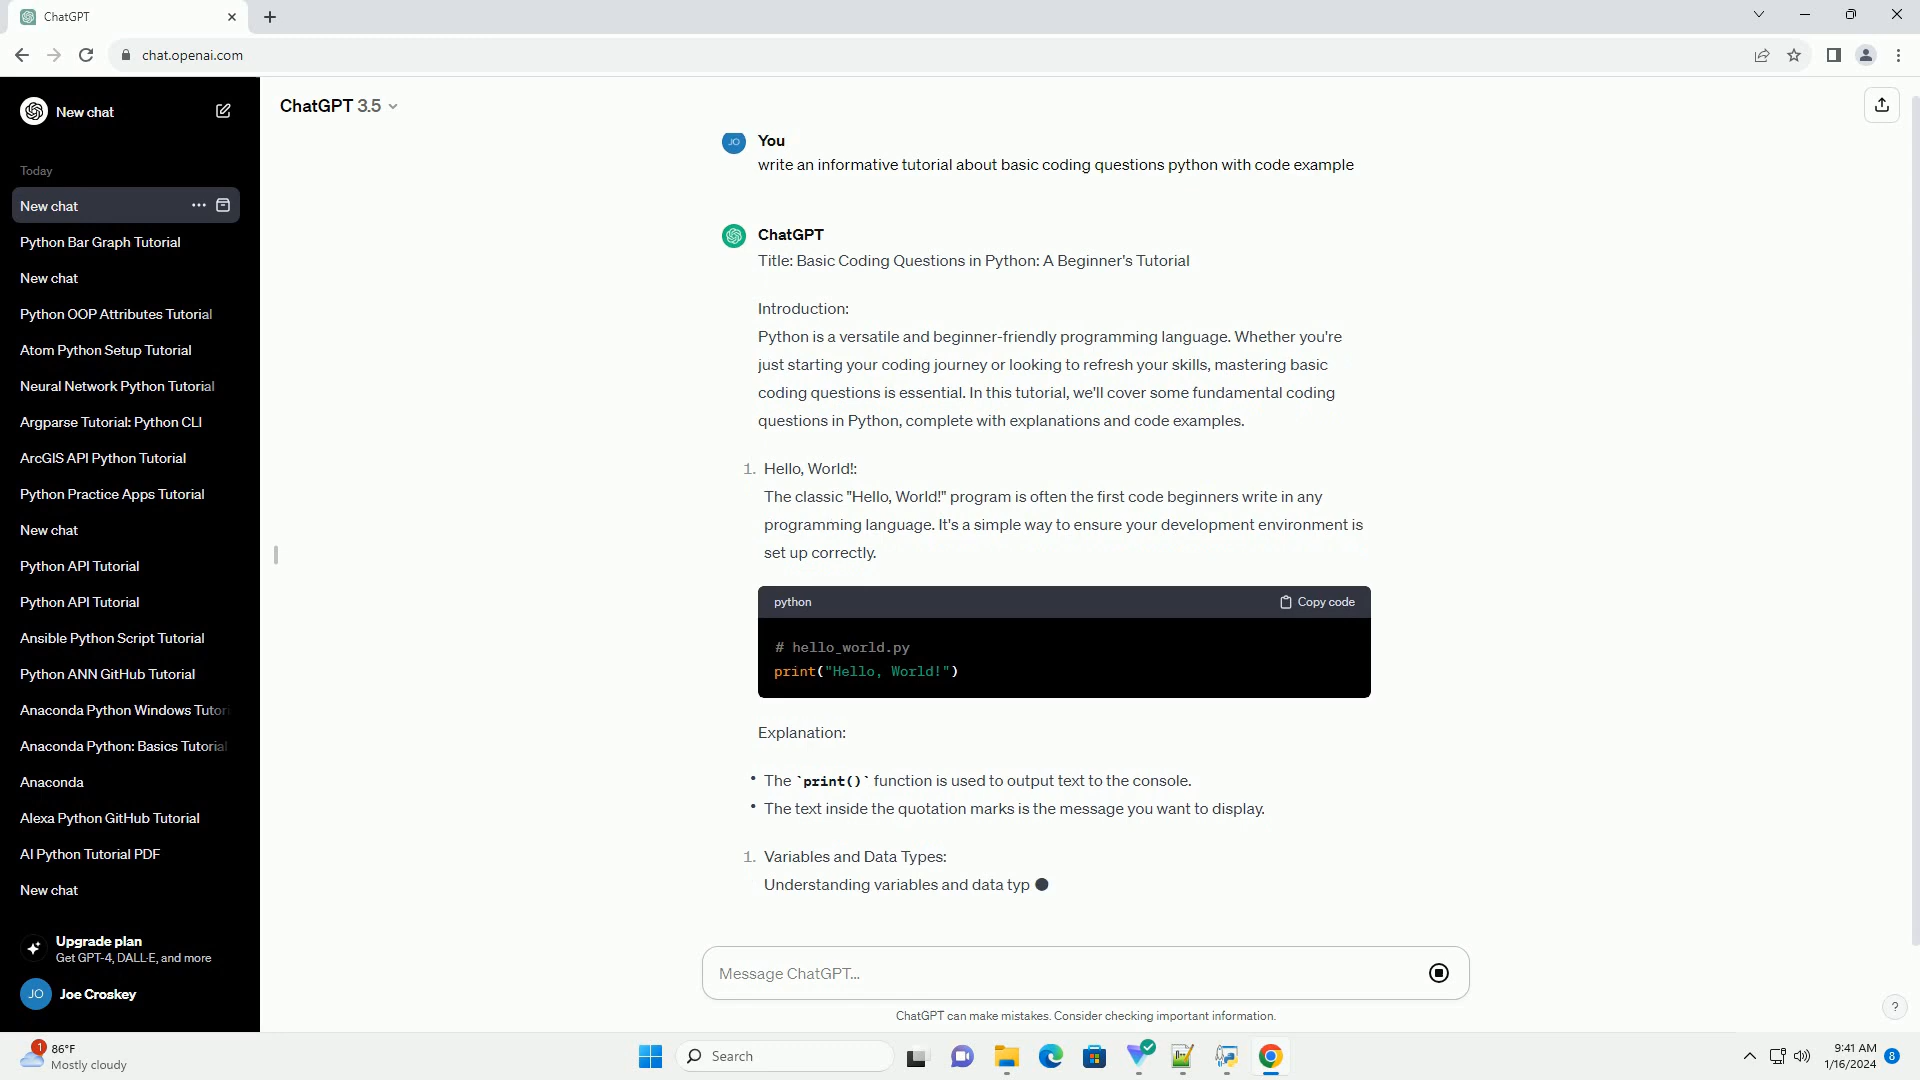 ChatGPT
chat.openai.com
New chat
Today
New chat
Python Bar Graph Tutorial
New chat
Python OOP Attributes Tutorial
Atom Python Setup Tutorial
Neural Network Python Tutorial
Argparse Tutorial: Python CLI
ArcGIS API Python Tutorial
Python Practice Apps Tutorial
New chat
Python API Tutorial
Python API Tutorial
Ansible Python Script Tutorial
Python ANN GitHub Tutorial
Anaconda Python Windows Tutori
Anaconda Python: Basics Tutorial
Anaconda
Alexa Python GitHub Tutorial
AI Python Tutorial PDF
New chat
Upgrade plan
Get GPT-4, DALL·E, and more
JO Joe Croskey
ChatGPT 3.5
JO You
write an informative tutorial about basic coding questions python with code example
ChatGPT
Title: Basic Coding Questions in Python: A Beginner's Tutorial
Introduction:
Python is a versatile and beginner-friendly programming language. Whether you're
just starting your coding journey or looking to refresh your skills, mastering basic
coding questions is essential. In this tutorial, we'll cover some fundamental coding
questions in Python, complete with explanations and code examples.
1. Hello, World!:
The classic "Hello, World!" program is often the first code beginners write in any
programming language. It's a simple way to ensure your development environment is
set up correctly.
python Copy code
# hello_world.py
print("Hello, World!")
Explanation:
• The `print()` function is used to output text to the console.
• The text inside the quotation marks is the message you want to display.
1. Variables and Data Types:
Understanding variables and data typ
Message ChatGPT...
ChatGPT can make mistakes. Consider checking important information.
?
1
86°F
Mostly cloudy
Search
9:41 AM
1/16/2024
8